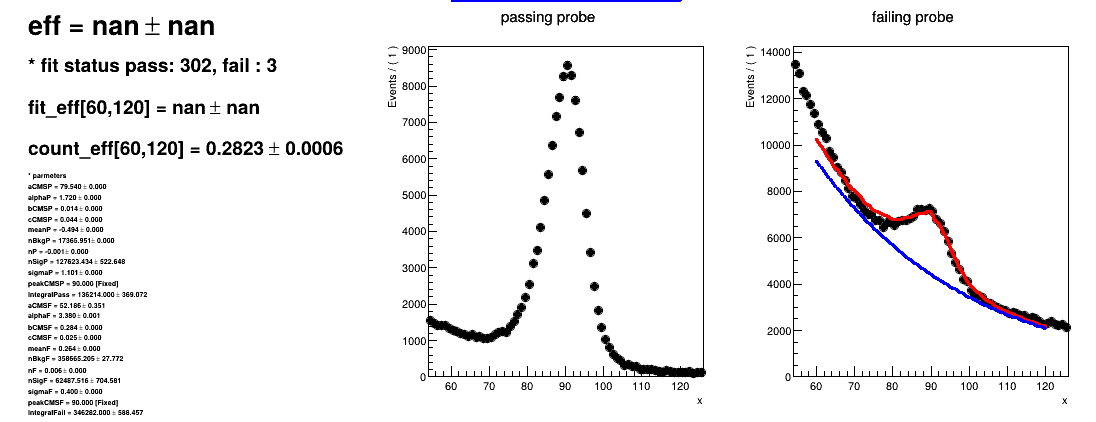 eff = nan ± nan
* fit status pass: 302, fail : 3
fit_eff[60,120] = nan ± nan
count_eff[60,120] = 0.2823 ± 0.0006
* parmeters
aCMSP = 79.540 ± 0.000
alphaP = 1.720 ± 0.000
bCMSP = 0.014 ± 0.000
cCMSP = 0.044 ± 0.000
meanP = -0.494 ± 0.000
nBkgP = 17365.951 ± 0.000
nP = -0.001 ± 0.000
nSigP = 127623.434 ± 522.648
sigmaP = 1.101 ± 0.000
peakCMSP = 90.000 [Fixed]
IntegralPass = 136214.000 ± 369.072
aCMSF = 52.186 ± 0.351
alphaF = 3.380 ± 0.001
bCMSF = 0.284 ± 0.000
cCMSF = 0.025 ± 0.000
meanF = 0.264 ± 0.000
nBkgF = 358665.205 ± 27.772
nF = 0.006 ± 0.000
nSigF = 62487.516 ± 704.581
sigmaF = 0.400 ± 0.000
peakCMSF = 90.000 [Fixed]
IntegralFail = 346282.000 ± 588.457
passing probe
Events / ( 1 )
9000
8000
7000
6000
5000
4000
3000
2000
1000
0
60 70 80 90 100 110 120
x
failing probe
Events / ( 1 )
14000
12000
10000
8000
6000
4000
2000
0
60 70 80 90 100 110 120
x